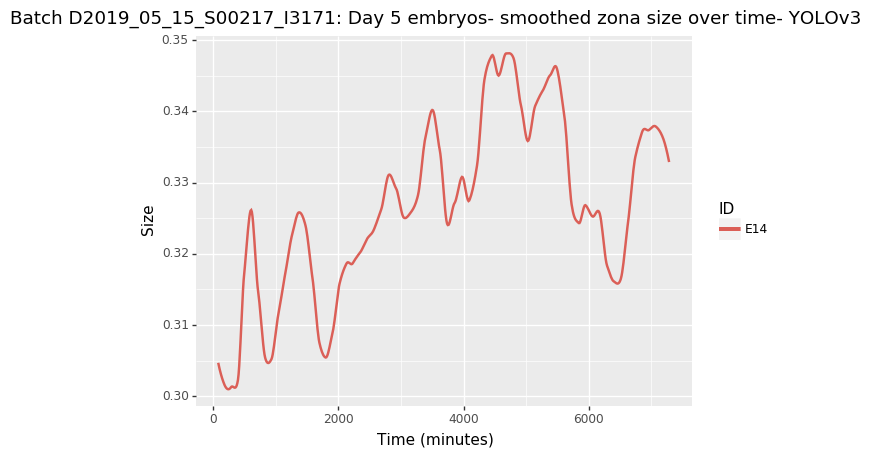 Batch D2019_05_15_S00217_I3171: Day 5 embryos- smoothed zona size over time- YOLOv3
0.35
0.34
0.33
0.32
0.31
0.30
Size
0 2000 4000 6000
Time (minutes)
ID
E14